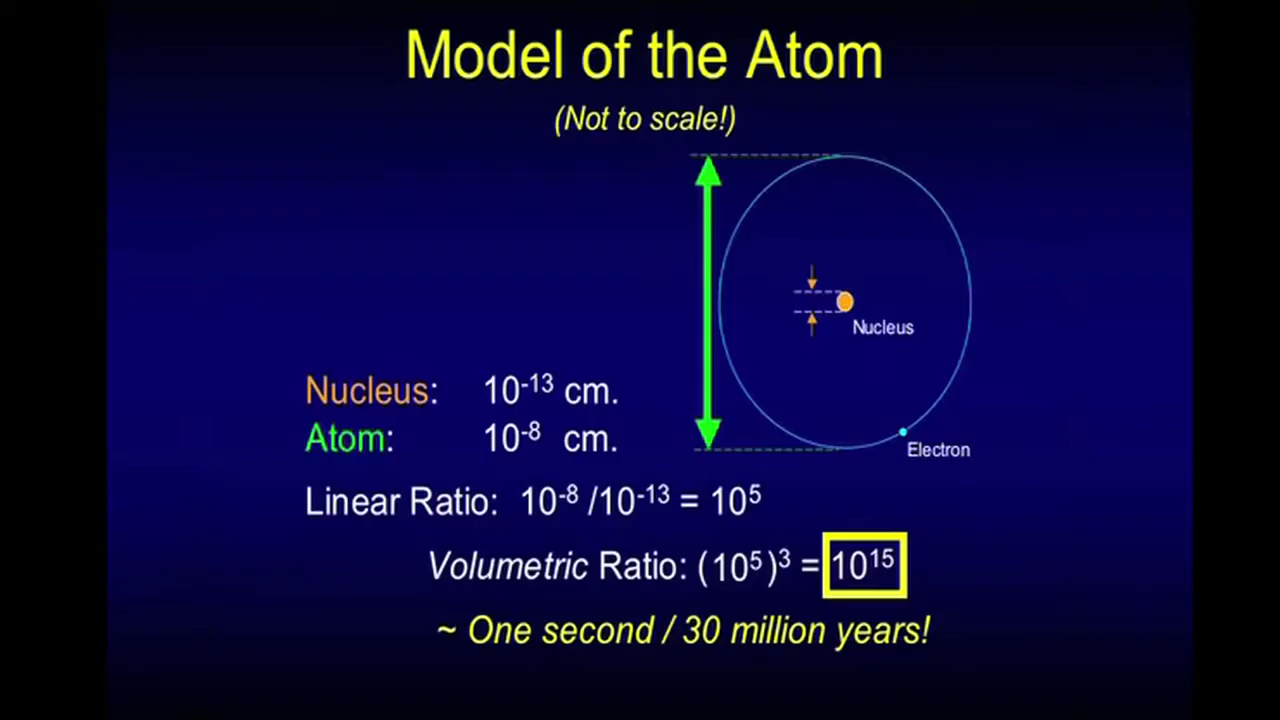 Model of the Atom
(Not to scale!)
Nucleus
Nucleus: 10⁻¹³ cm.
Atom: 10⁻⁸ cm.
Electron
Linear Ratio: 10⁻⁸ /10⁻¹³ = 10⁵
Volumetric Ratio: (10⁵ )³ = 10¹⁵
~ One second / 30 million years!